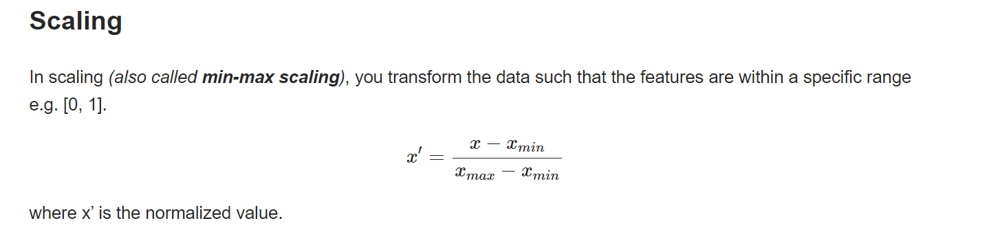 Scaling
In scaling (also called min-max scaling), you transform the data such that the features are within a specific range
e.g. [0, 1].
x′ = \frac{x − x_{min}}{x_{max} − x_{min}}
where x’ is the normalized value.